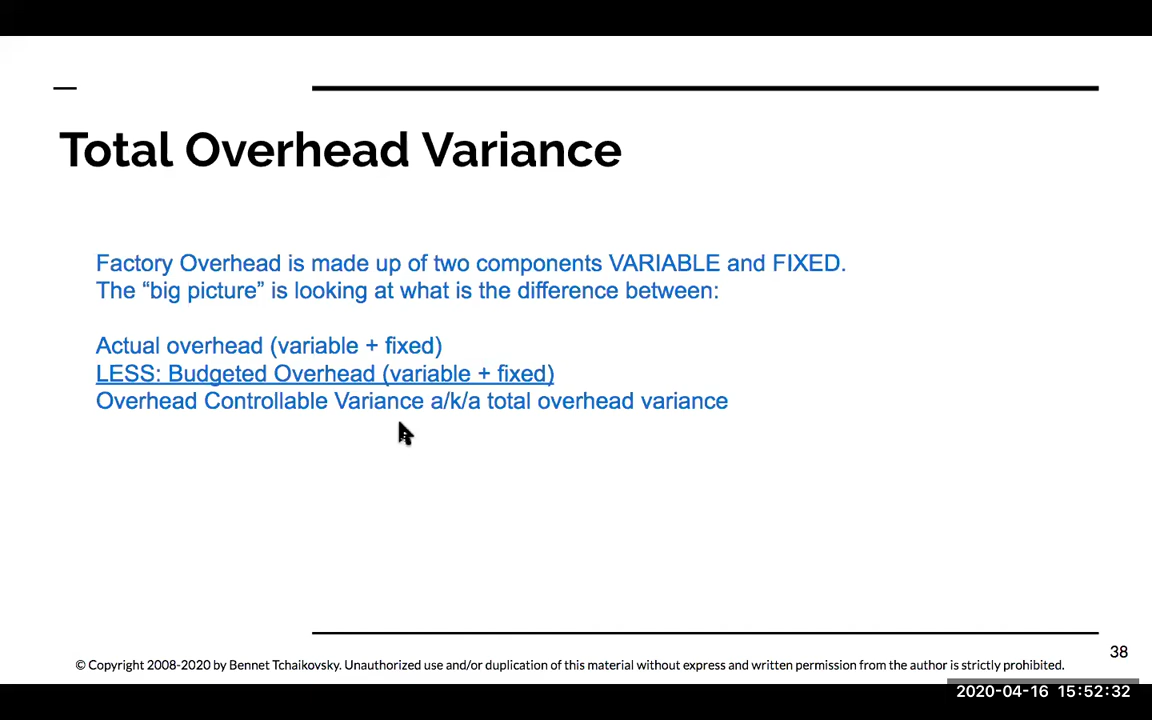 Total Overhead Variance
Factory Overhead is made up of two components VARIABLE and FIXED.
The “big picture” is looking at what is the difference between:
Actual overhead (variable + fixed)
LESS: Budgeted Overhead (variable + fixed)
Overhead Controllable Variance a/k/a total overhead variance
38
© Copyright 2008-2020 by Bennet Tchaikovsky. Unauthorized use and/or duplication of this material without express and written permission from the author is strictly prohibited.
2020-04-16 15:52:32